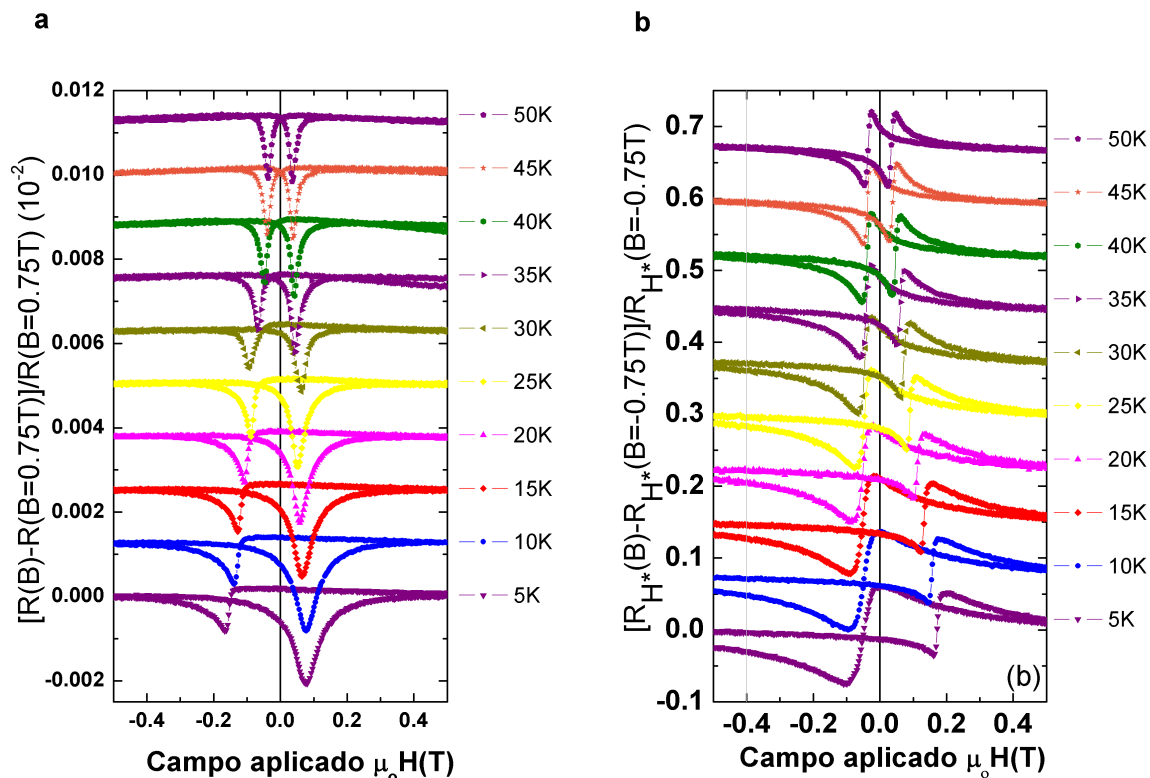 a
[R(B)-R(B=0.75T)]/R(B=0.75T) (10⁻²)
0.012
0.010
0.008
0.006
0.004
0.002
0.000
-0.002
-0.4 -0.2 0.0 0.2 0.4
Campo aplicado μₒH(T)
50K
45K
40K
35K
30K
25K
20K
15K
10K
5K
b
[R_H*(B)-R_H*(B=-0.75T)]/R_H*(B=-0.75T)
0.7
0.6
0.5
0.4
0.3
0.2
0.1
0.0
-0.1
-0.4 -0.2 0.0 0.2 0.4
Campo aplicado μₒH(T)
(b)
50K
45K
40K
35K
30K
25K
20K
15K
10K
5K